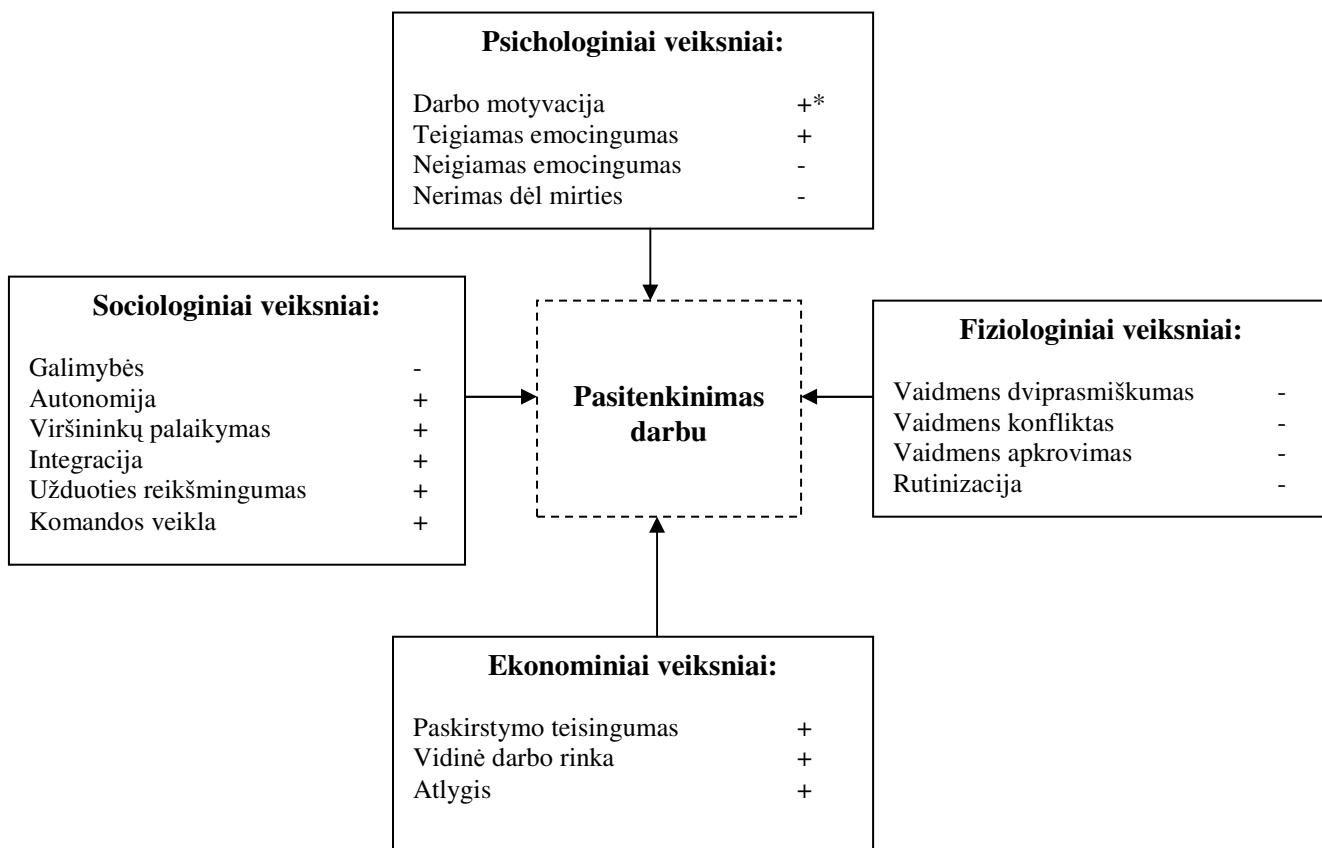 Psichologiniai veiksniai:
Darbo motyvacija +*
Teigiamas emocingumas +
Neigiamas emocingumas -
Nerimas dėl mirties -
Sociologiniai veiksniai:
Galimybės -
Autonomija +
Viršininkų palaikymas +
Integracija +
Užduoties reikšmingumas +
Komandos veikla +
Pasitenkinimas
darbu
Fiziologiniai veiksniai:
Vaidmens dviprasmiškumas -
Vaidmens konfliktas -
Vaidmens apkrovimas -
Rutinizacija -
Ekonominiai veiksniai:
Paskirstymo teisingumas +
Vidinė darbo rinka +
Atlygis +